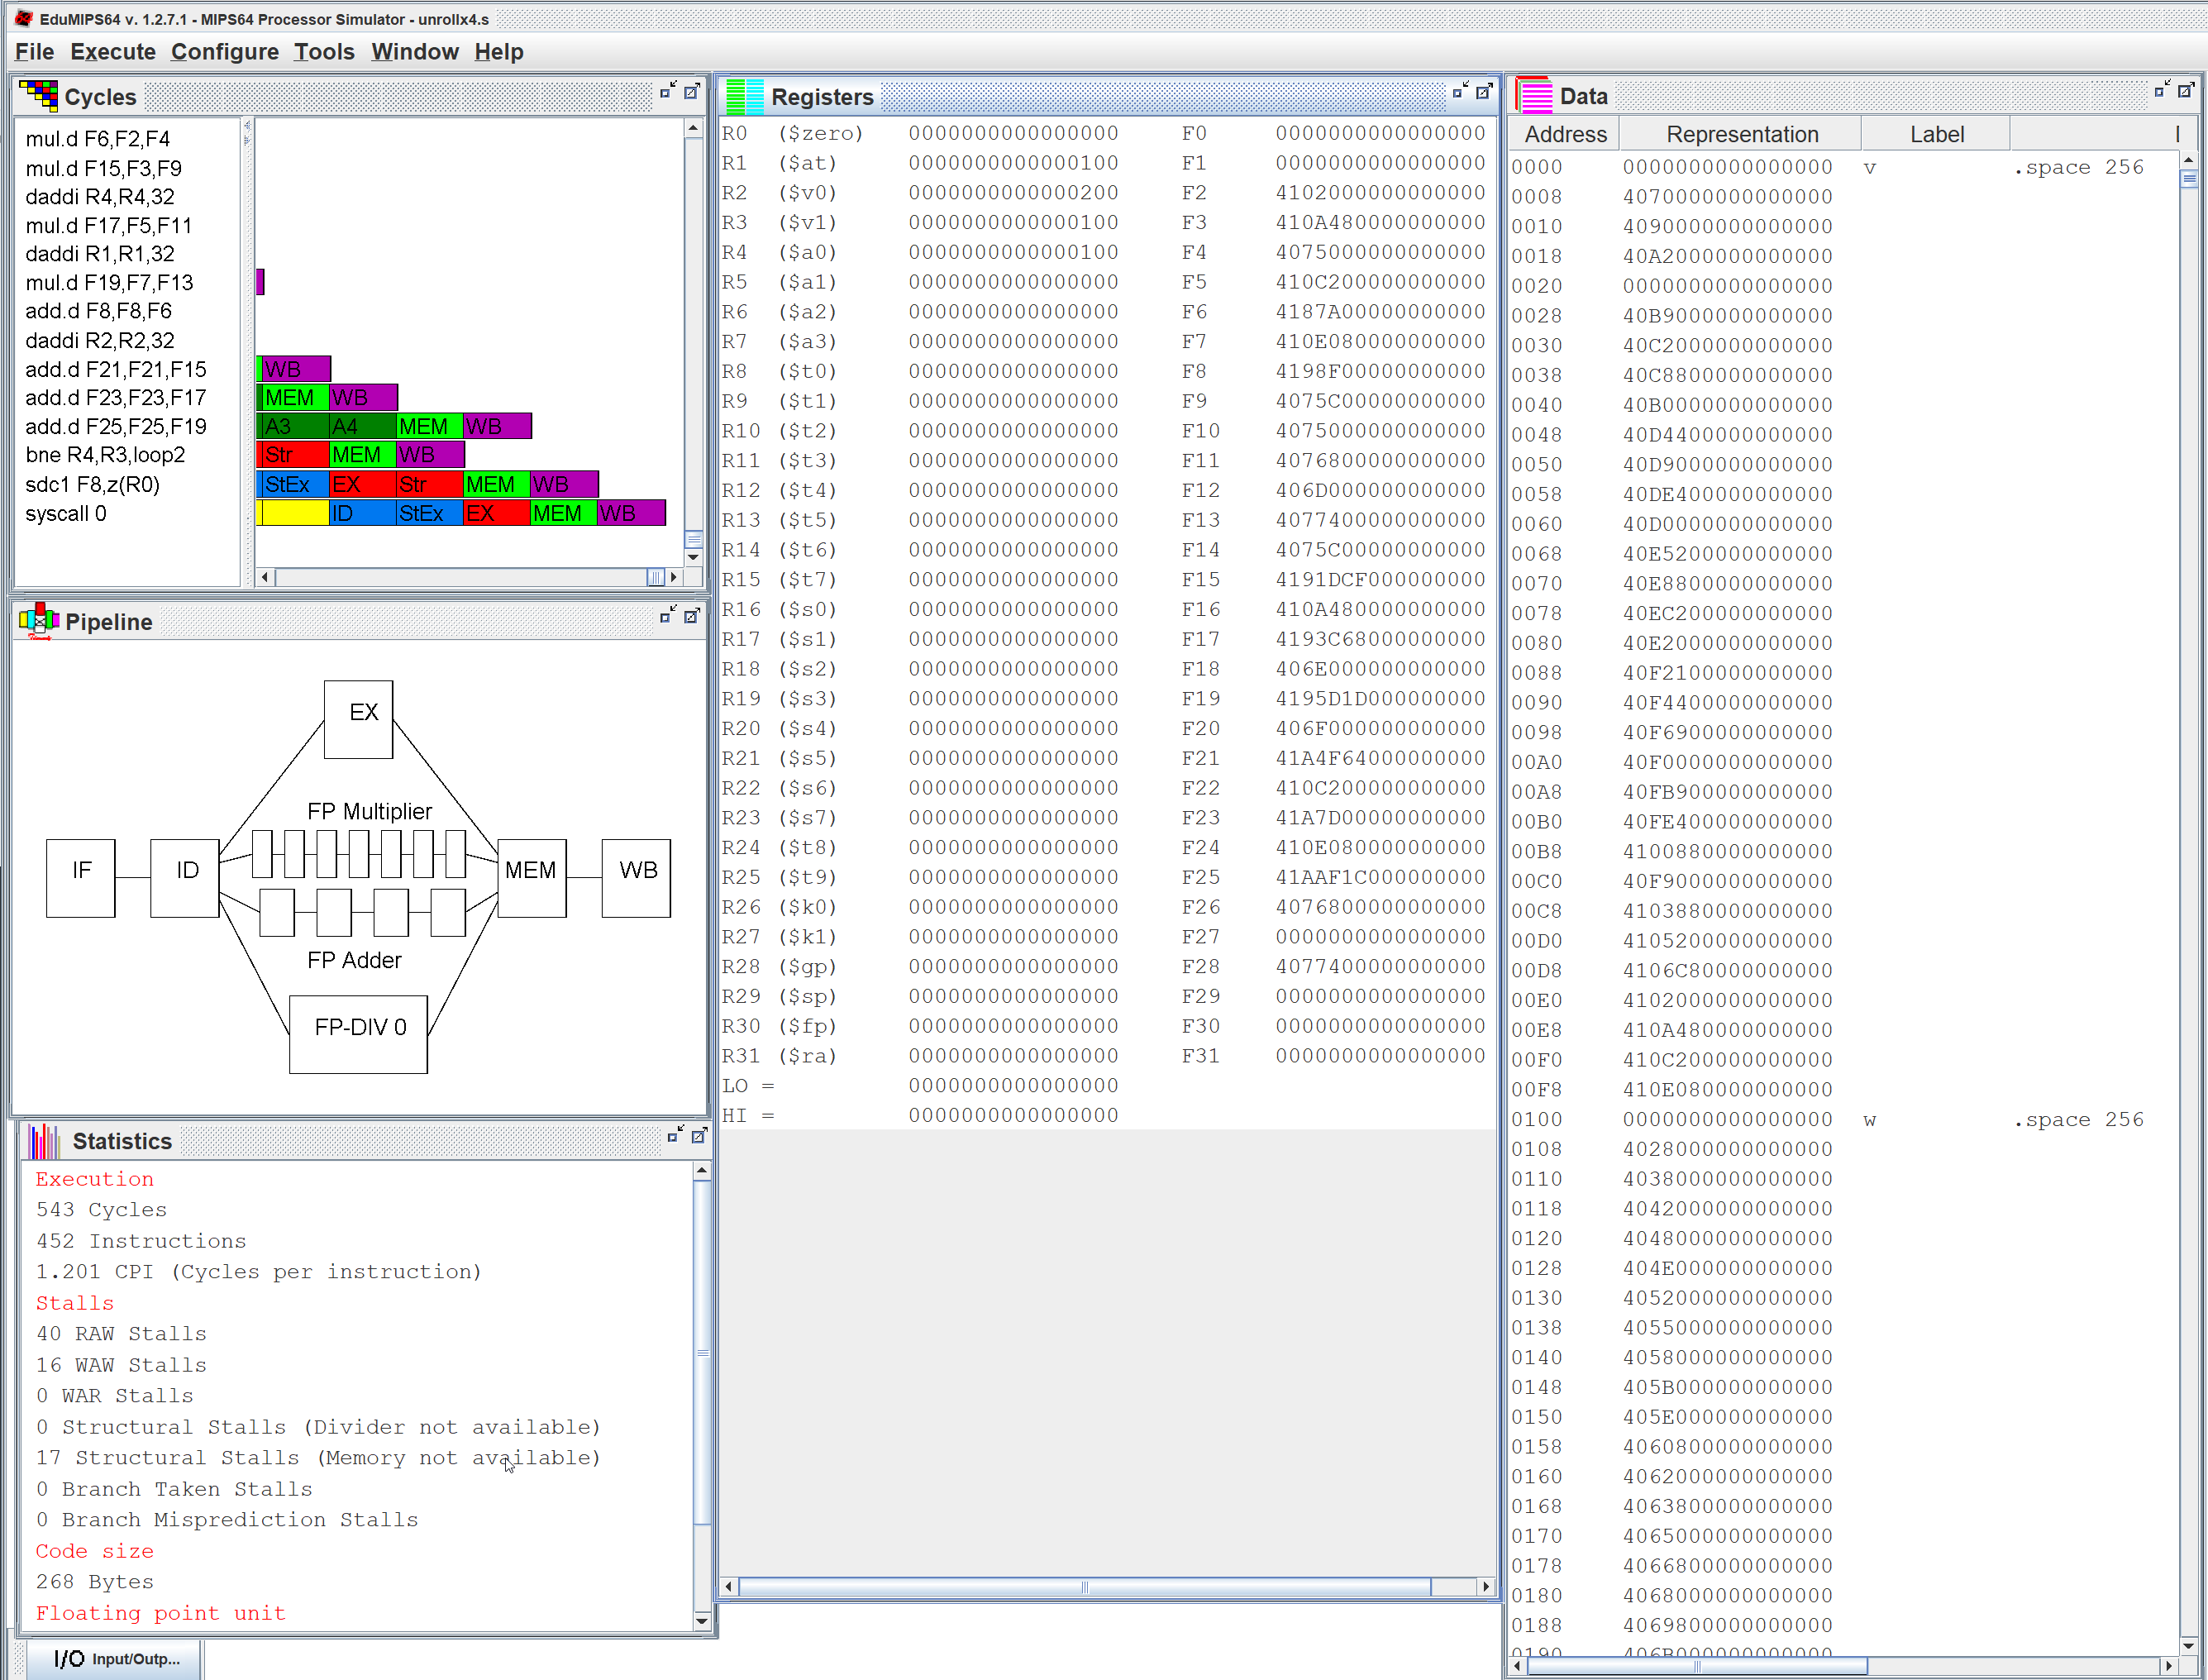 EduMIPS64 v. 1.2.7.1 - MIPS64 Processor Simulator - unrollx4.s
File Execute Configure Tools Window Help
Cycles
mul.d F6,F2,F4
mul.d F15,F3,F9
daddi R4,R4,32
mul.d F17,F5,F11
daddi R1,R1,32
mul.d F19,F7,F13
add.d F8,F8,F6
daddi R2,R2,32
add.d F21,F21,F15 WB
add.d F23,F23,F17 MEM WB
add.d F25,F25,F19 A3 A4 MEM WB
bne R4,R3,loop2 Str MEM WB
sdc1 F8,z(R0) StEx EX Str MEM WB
syscall 0 ID StEx EX MEM WB
Pipeline
EX
FP Multiplier
IF ID MEM WB
FP Adder
FP-DIV 0
Statistics
Execution
543 Cycles
452 Instructions
1.201 CPI (Cycles per instruction)
Stalls
40 RAW Stalls
16 WAW Stalls
0 WAR Stalls
0 Structural Stalls (Divider not available)
17 Structural Stalls (Memory not available)
0 Branch Taken Stalls
0 Branch Misprediction Stalls
Code size
268 Bytes
Floating point unit
I/O Input/Outp...
Registers
R0 ($zero) 0000000000000000 F0 0000000000000000
R1 ($at) 0000000000000100 F1 0000000000000000
R2 ($v0) 0000000000000200 F2 4102000000000000
R3 ($v1) 0000000000000100 F3 410A480000000000
R4 ($a0) 0000000000000100 F4 4075000000000000
R5 ($a1) 0000000000000000 F5 410C200000000000
R6 ($a2) 0000000000000000 F6 4187A00000000000
R7 ($a3) 0000000000000000 F7 410E080000000000
R8 ($t0) 0000000000000000 F8 4198F00000000000
R9 ($t1) 0000000000000000 F9 4075C00000000000
R10 ($t2) 0000000000000000 F10 4075000000000000
R11 ($t3) 0000000000000000 F11 4076800000000000
R12 ($t4) 0000000000000000 F12 406D000000000000
R13 ($t5) 0000000000000000 F13 4077400000000000
R14 ($t6) 0000000000000000 F14 4075C00000000000
R15 ($t7) 0000000000000000 F15 4191DCF000000000
R16 ($s0) 0000000000000000 F16 410A480000000000
R17 ($s1) 0000000000000000 F17 4193C68000000000
R18 ($s2) 0000000000000000 F18 406E000000000000
R19 ($s3) 0000000000000000 F19 4195D1D000000000
R20 ($s4) 0000000000000000 F20 406F000000000000
R21 ($s5) 0000000000000000 F21 41A4F64000000000
R22 ($s6) 0000000000000000 F22 410C200000000000
R23 ($s7) 0000000000000000 F23 41A7D00000000000
R24 ($t8) 0000000000000000 F24 410E080000000000
R25 ($t9) 0000000000000000 F25 41AAF1C000000000
R26 ($k0) 0000000000000000 F26 4076800000000000
R27 ($k1) 0000000000000000 F27 0000000000000000
R28 ($gp) 0000000000000000 F28 4077400000000000
R29 ($sp) 0000000000000000 F29 0000000000000000
R30 ($fp) 0000000000000000 F30 0000000000000000
R31 ($ra) 0000000000000000 F31 0000000000000000
LO = 0000000000000000
HI = 0000000000000000
Data
Address Representation Label
0000 0000000000000000 v .space 256
0008 4070000000000000
0010 4090000000000000
0018 40A2000000000000
0020 0000000000000000
0028 40B9000000000000
0030 40C2000000000000
0038 40C8800000000000
0040 40B0000000000000
0048 40D4400000000000
0050 40D9000000000000
0058 40DE400000000000
0060 40D0000000000000
0068 40E5200000000000
0070 40E8800000000000
0078 40EC200000000000
0080 40E2000000000000
0088 40F2100000000000
0090 40F4400000000000
0098 40F6900000000000
00A0 40F0000000000000
00A8 40FB900000000000
00B0 40FE400000000000
00B8 4100880000000000
00C0 40F9000000000000
00C8 4103880000000000
00D0 4105200000000000
00D8 4106C80000000000
00E0 4102000000000000
00E8 410A480000000000
00F0 410C200000000000
00F8 410E080000000000
0100 0000000000000000 w .space 256
0108 4028000000000000
0110 4038000000000000
0118 4042000000000000
0120 4048000000000000
0128 404E000000000000
0130 4052000000000000
0138 4055000000000000
0140 4058000000000000
0148 405B000000000000
0150 405E000000000000
0158 4060800000000000
0160 4062000000000000
0168 4063800000000000
0170 4065000000000000
0178 4066800000000000
0180 4068000000000000
0188 4069800000000000
0190 406B000000000000